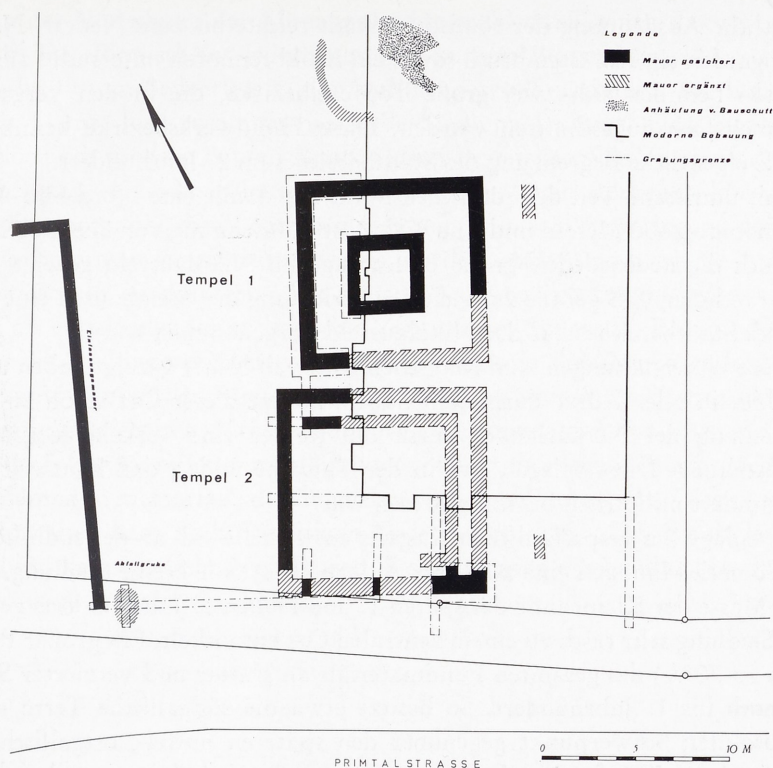 Legende
Mauer gesichert
Mauer ergänzt
Anhäufung v. Bauschutt
Moderne Bebauung
Grabungsgrenze
Tempel 1
Tempel 2
Abfallgrube
0 5 10 M
PRIMTALSTRASSE